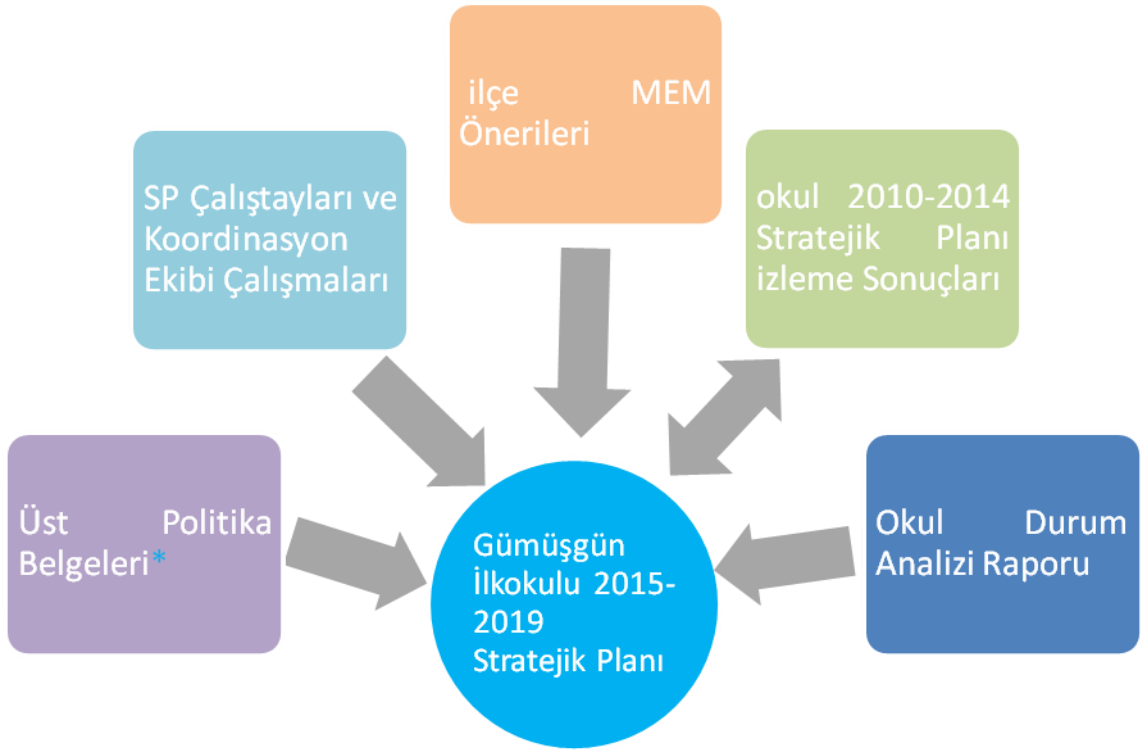 ilçe MEM
Önerileri
SP Çalıştayları ve
Koordinasyon
Ekibi Çalışmaları
okul 2010-2014
Stratejik Planı
izleme Sonuçları
Üst Politika
Belgeleri*
Gümüşgün
İlkokulu 2015-
2019
Stratejik Planı
Okul Durum
Analizi Raporu